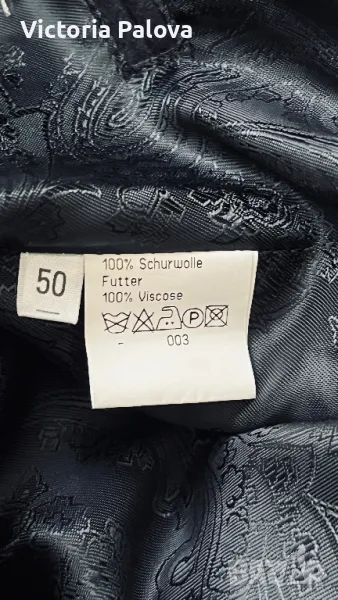 Victoria Palova
50
100% Schurwolle
Futter
100% Viscose
P
- 003